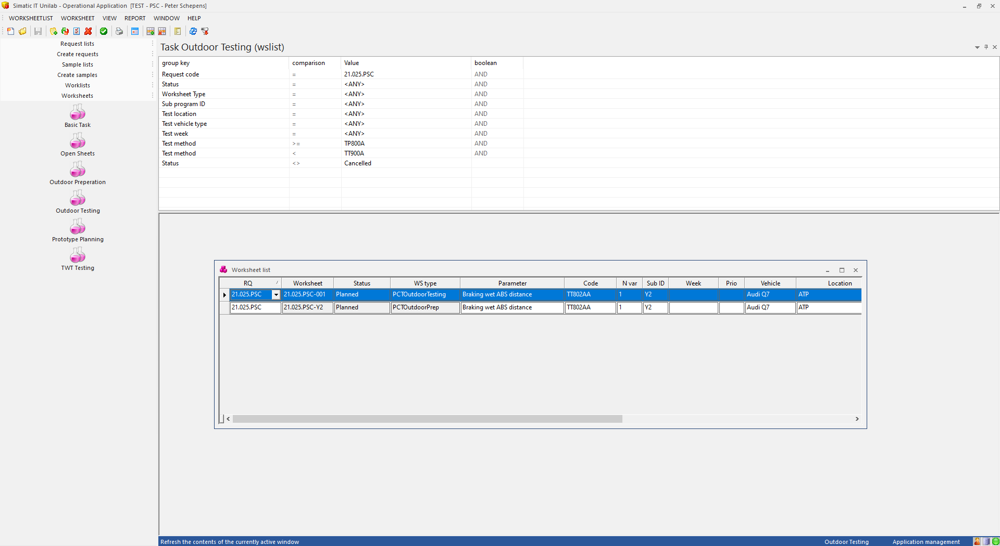 Simatic IT Unilab - Operational Application [TEST - PSC - Peter Schepens]
WORKSHEETLIST WORKSHEET VIEW REPORT WINDOW HELP
Request lists
Create requests
Sample lists
Create samples
Worklists
Worksheets
Basic Task
Open Sheets
Outdoor Preperation
Outdoor Testing
Prototype Planning
TWT Testing
Task Outdoor Testing (wslist)
group key comparison Value boolean
Request code = 21.025.PSC AND
Status = <ANY> AND
Worksheet Type = <ANY> AND
Sub program ID = <ANY> AND
Test location = <ANY> AND
Test vehicle type = <ANY> AND
Test week = <ANY> AND
Test method >= TP800A AND
Test method < TT900A AND
Status <> Cancelled
Worksheet list
RQ Worksheet Status WS type Parameter Code N var Sub ID Week Prio Vehicle Location
21.025.PSC 21.025.PSC-001 Planned PCTOutdoorTesting Braking wet ABS distance TT802AA 1 Y2 Audi Q7 ATP
21.025.PSC 21.025.PSC-Y2 Planned PCTOutdoorPrep Braking wet ABS distance TT802AA 1 Y2 Audi Q7 ATP
Refresh the contents of the currently active window Outdoor Testing Application management